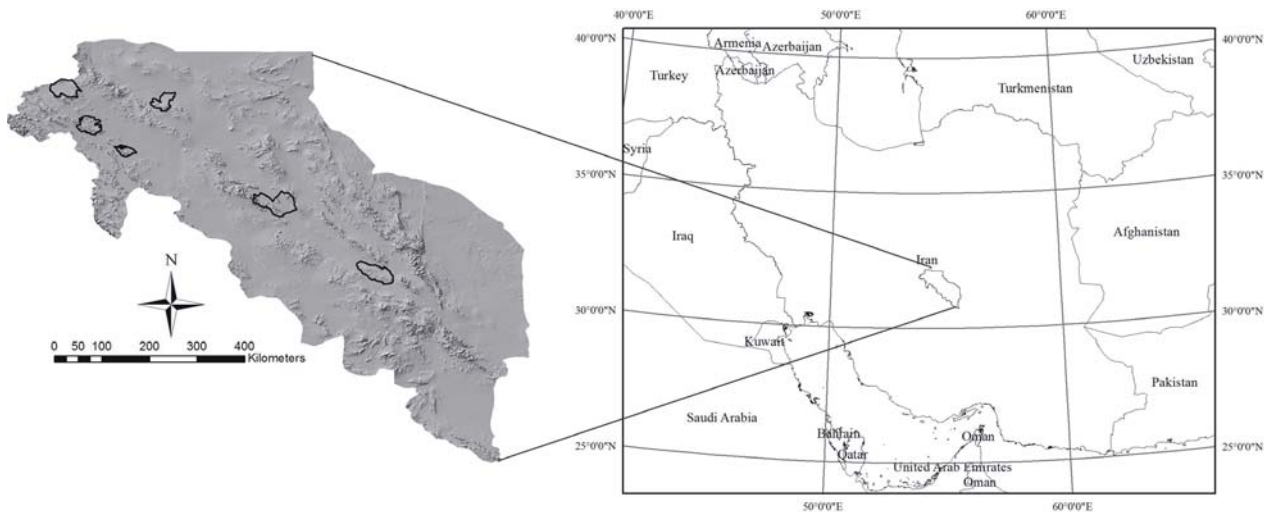 N
0 50 100 200 300 400
Kilometers
40°0'0"E 50°0'0"E 60°0'0"E
40°0'0"N 40°0'0"N
Armenia Azerbaijan
Uzbekistan
Turkey Azerbaijan
Turkmenistan
Syria
35°0'0"N 35°0'0"N
Iraq
Afghanistan
Iran
30°0'0"N 30°0'0"N
Kuwait
Pakistan
Saudi Arabia
Bahrain
Oman
25°0'0"N 25°0'0"N
Qatar
United Arab Emirates
Oman
50°0'0"E 60°0'0"E